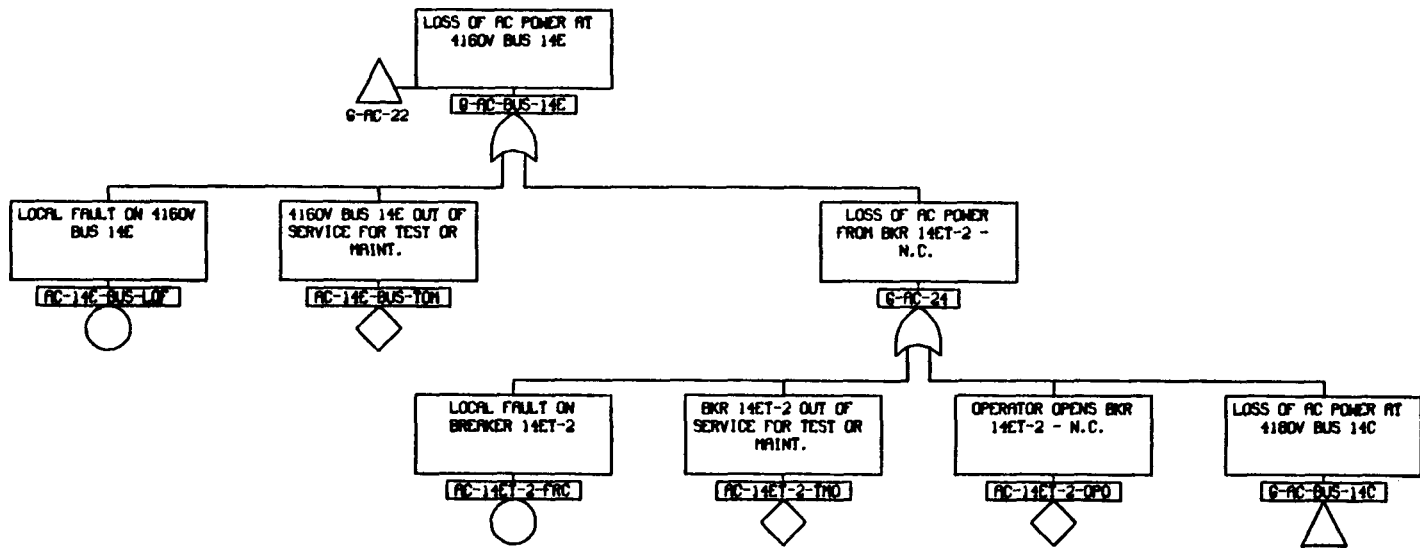 LOSS OF AC POWER AT
4160V BUS 14E
G-AC-22
G-AC-BUS-14E
LOCAL FAULT ON 4160V
BUS 14E
AC-14E-BUS-LOF
4160V BUS 14E OUT OF
SERVICE FOR TEST OR
MAINT.
AC-14E-BUS-TOM
LOSS OF AC POWER
FROM BKR 14ET-2 -
N.C.
G-AC-24
LOCAL FAULT ON
BREAKER 14ET-2
AC-14ET-2-FRC
BKR 14ET-2 OUT OF
SERVICE FOR TEST OR
MAINT.
AC-14ET-2-TMO
OPERATOR OPENS BKR
14ET-2 - N.C.
AC-14ET-2-OPO
LOSS OF AC POWER AT
4160V BUS 14C
G-AC-BUS-14C